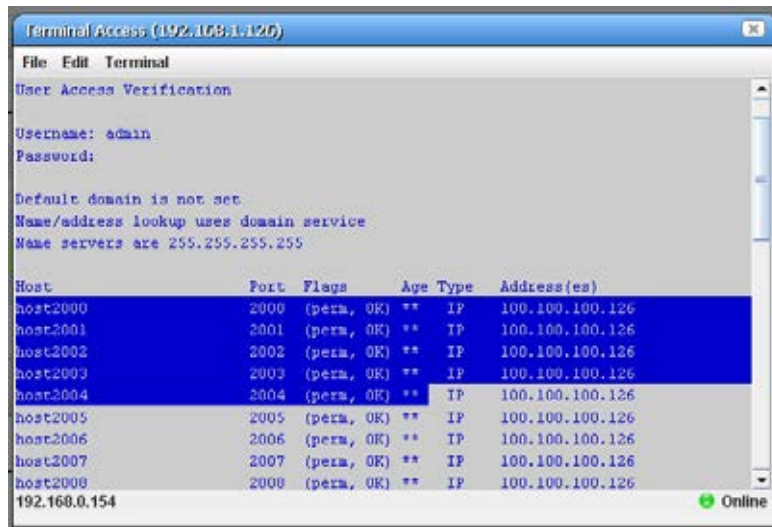 Terminal Access (192.168.1.126)
File Edit Terminal
User Access Verification
Username: admin
Password:
Default domain is not set
Name/address lookup uses domain service
Name servers are 255.255.255.255
Host Port Flags Age Type Address(es)
host2000 2000 (perm, OK) ** IP 100.100.100.126
host2001 2001 (perm, OK) ** IP 100.100.100.126
host2002 2002 (perm, OK) ** IP 100.100.100.126
host2003 2003 (perm, OK) ** IP 100.100.100.126
host2004 2004 (perm, OK) ** IP 100.100.100.126
host2005 2005 (perm, OK) ** IP 100.100.100.126
host2006 2006 (perm, OK) ** IP 100.100.100.126
host2007 2007 (perm, OK) ** IP 100.100.100.126
host2008 2008 (perm, OK) ** IP 100.100.100.126
192.168.0.154 Online